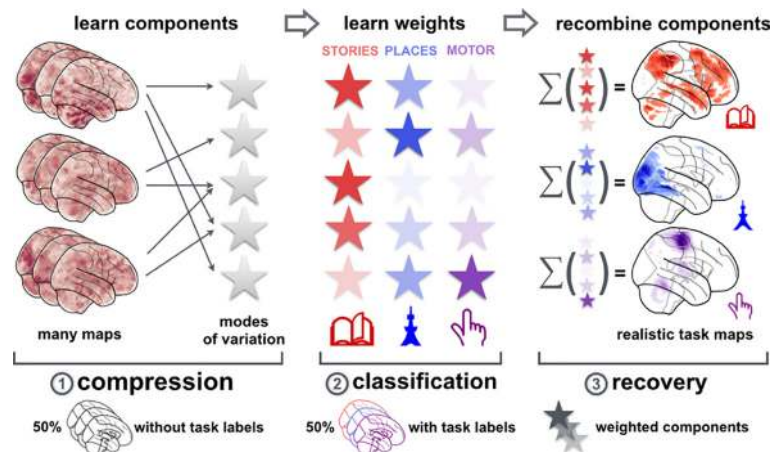 learn components
learn weights
recombine components
STORIES PLACES MOTOR
∑( )=
∑( )=
∑( )=
many maps
modes
of variation
realistic task maps
1 compression
2 classification
3 recovery
50% without task labels
50% with task labels
weighted components